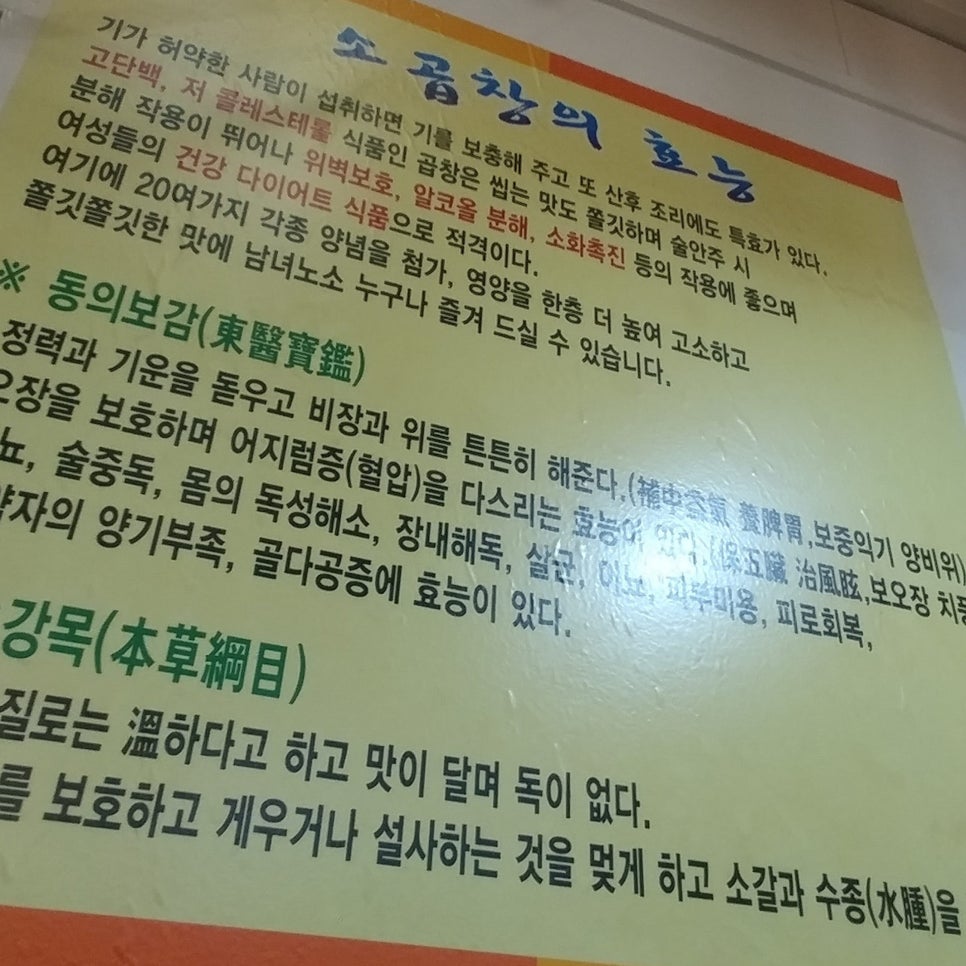 소 곱창의 효능
기가 허약한 사람이 섭취하면 기를 보충해 주고 또 산후 조리에도 특효가 있다.
고단백, 저 콜레스테롤 식품인 곱창은 씹는 맛도 쫄깃하며 술안주 시
분해 작용이 뛰어나 위벽보호, 알코올 분해, 소화촉진 등의 작용에 좋으며
여성들의 건강 다이어트 식품으로 적격이다.
여기에 20여가지 각종 양념을 첨가, 영양을 한층 더 높여 고소하고
쫄깃쫄깃한 맛에 남녀노소 누구나 즐겨 드실 수 있습니다.
※ 동의보감(東醫寶鑑)
정력과 기운을 돋우고 비장과 위를 튼튼히 해준다.(補中益氣 養脾胃,보중익기 양비위)
오장을 보호하며 어지럼증(혈압)을 다스리는 효능이 있다.(保五臟 治風眩,보오장 치풍
뇨, 술중독, 몸의 독성해소, 장내해독, 살균, 이뇨, 피부미용, 피로회복,
약자의 양기부족, 골다공증에 효능이 있다.
강목(本草綱目)
질로는 溫하다고 하고 맛이 달며 독이 없다.
를 보호하고 게우거나 설사하는 것을 멎게 하고 소갈과 수종(水腫)을